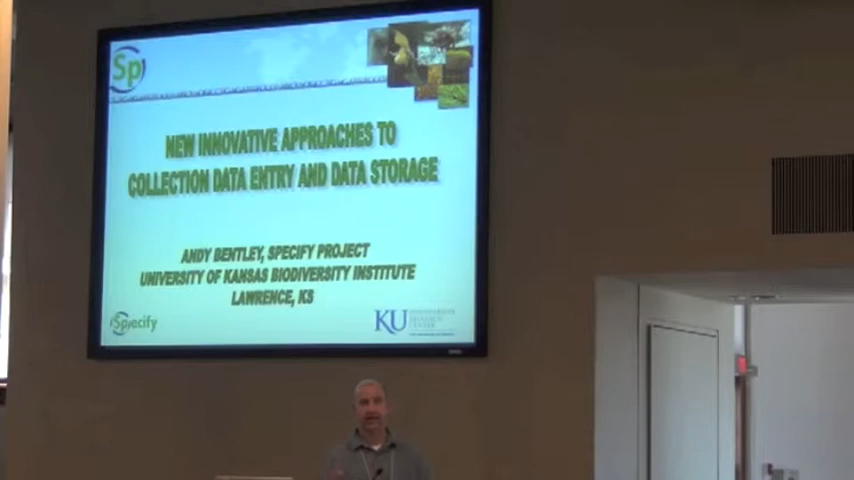 Sp
NEW INNOVATIVE APPROACHES TO
COLLECTION DATA ENTRY AND DATA STORAGE
ANDY BENTLEY, SPECIFY PROJECT
UNIVERSITY OF KANSAS BIODIVERSITY INSTITUTE
LAWRENCE, KS
Specify
KU